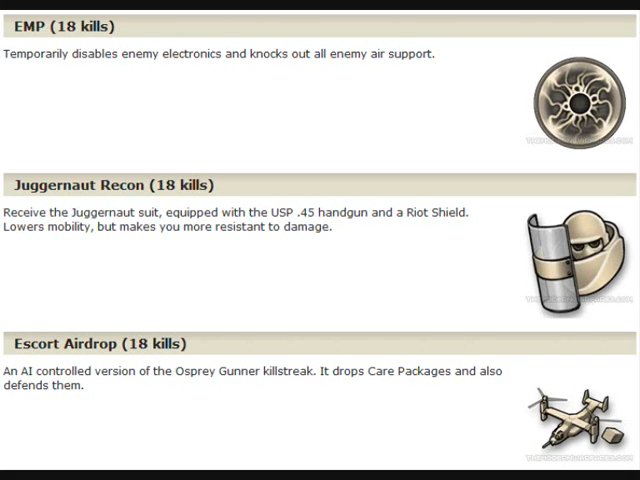 EMP (18 kills)
Temporarily disables enemy electronics and knocks out all enemy air support.
Juggernaut Recon (18 kills)
Receive the Juggernaut suit, equipped with the USP .45 handgun and a Riot Shield.
Lowers mobility, but makes you more resistant to damage.
Escort Airdrop (18 kills)
An AI controlled version of the Osprey Gunner killstreak. It drops Care Packages and also
defends them.